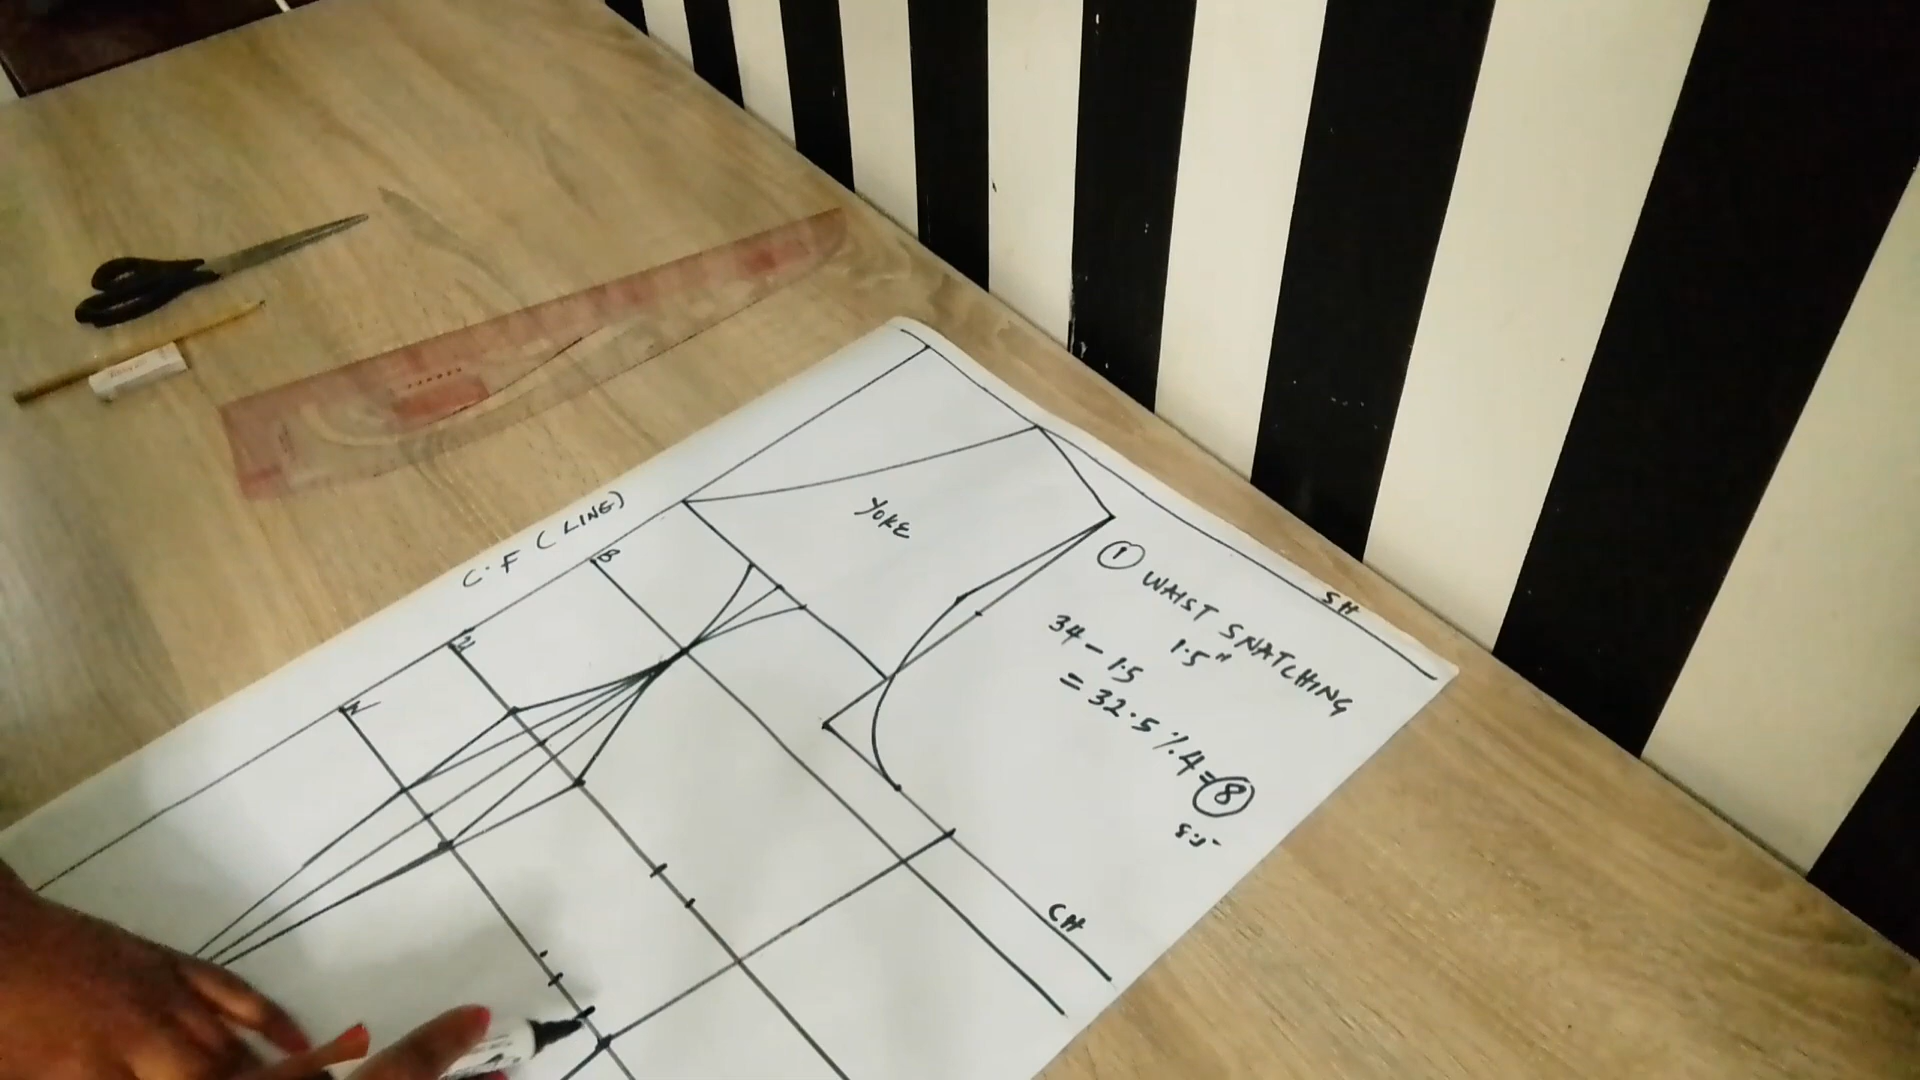 C.F (LINE)
B
U
W
YOKE
SH
① WAIST SNATCHING
1.5"
34 - 1.5
= 32.5 ٪ 4 = 8
CH